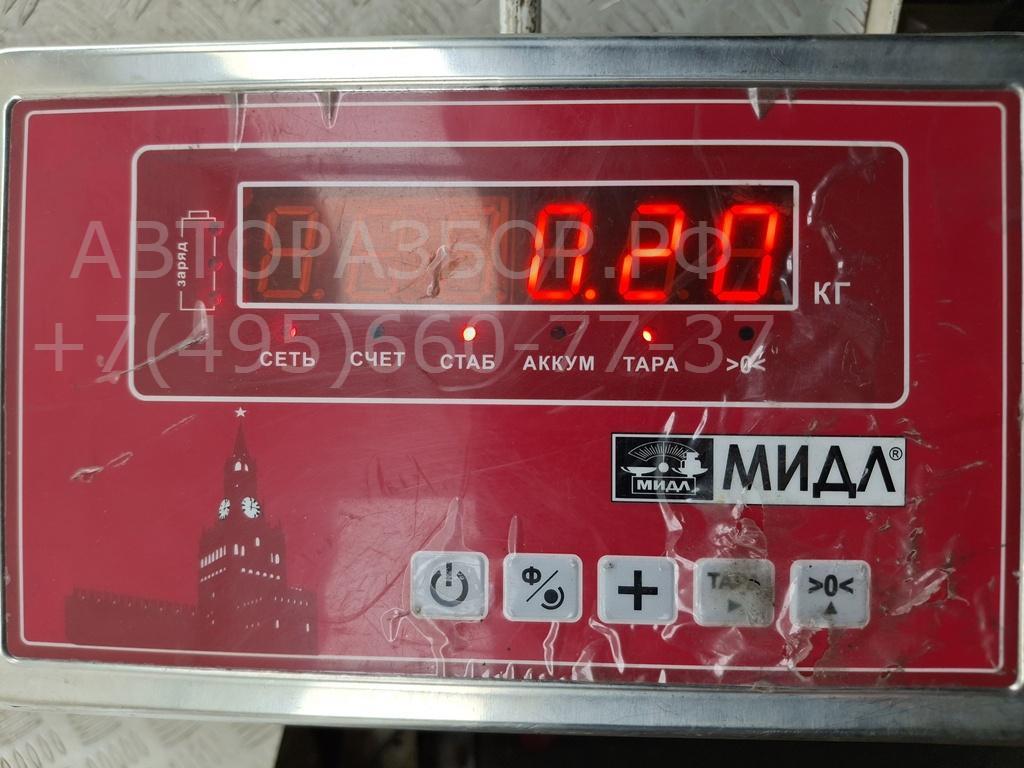 заряд
0.20
КГ
СЕТЬ СЧЕТ СТАБ АККУМ ТАРА >0<
АВТОРАЗБОР.РФ
+7(495)660-77-37
МИДЛ МИДЛ®
Ф
+
ТАРА
>0<